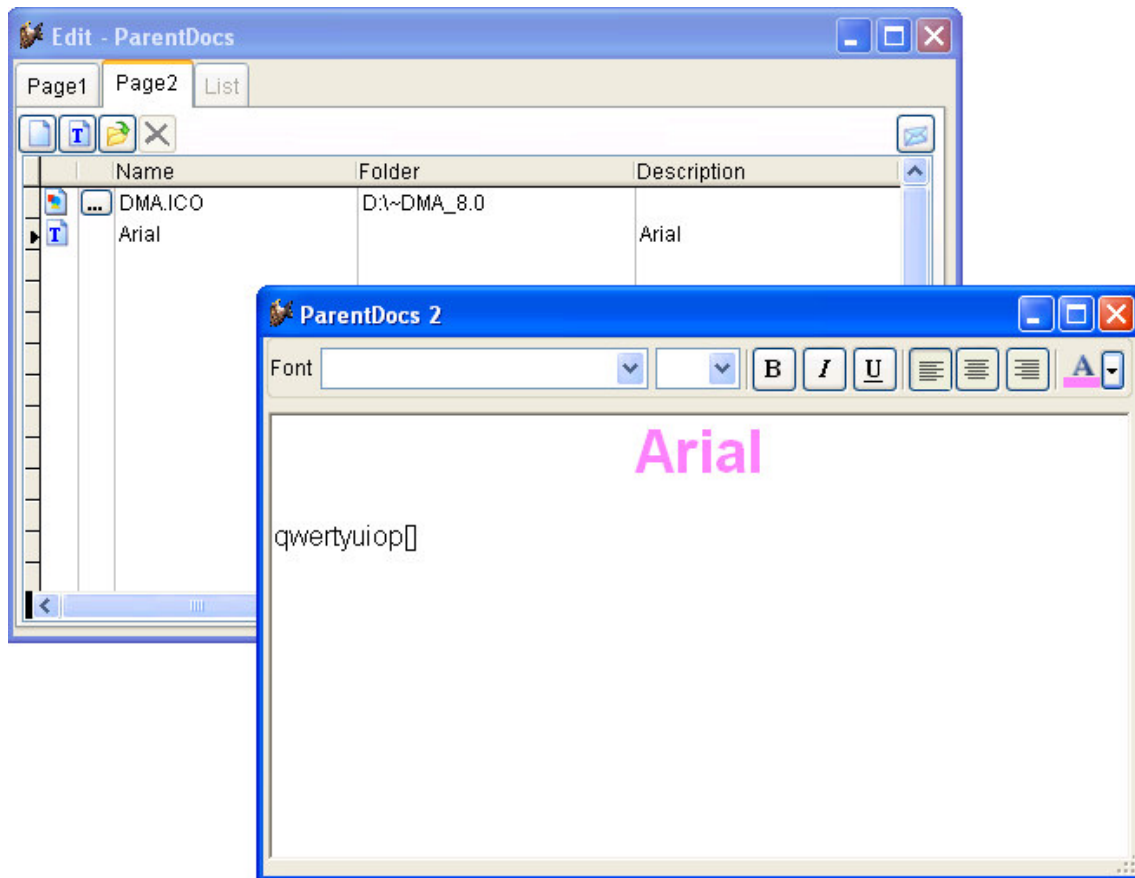 Edit - ParentDocs
Page1 Page2 List
T
Name Folder Description
... DMA.ICO D:\~DMA_8.0
T Arial Arial
ParentDocs 2
Font B I U A
Arial
qwertyuiop[]